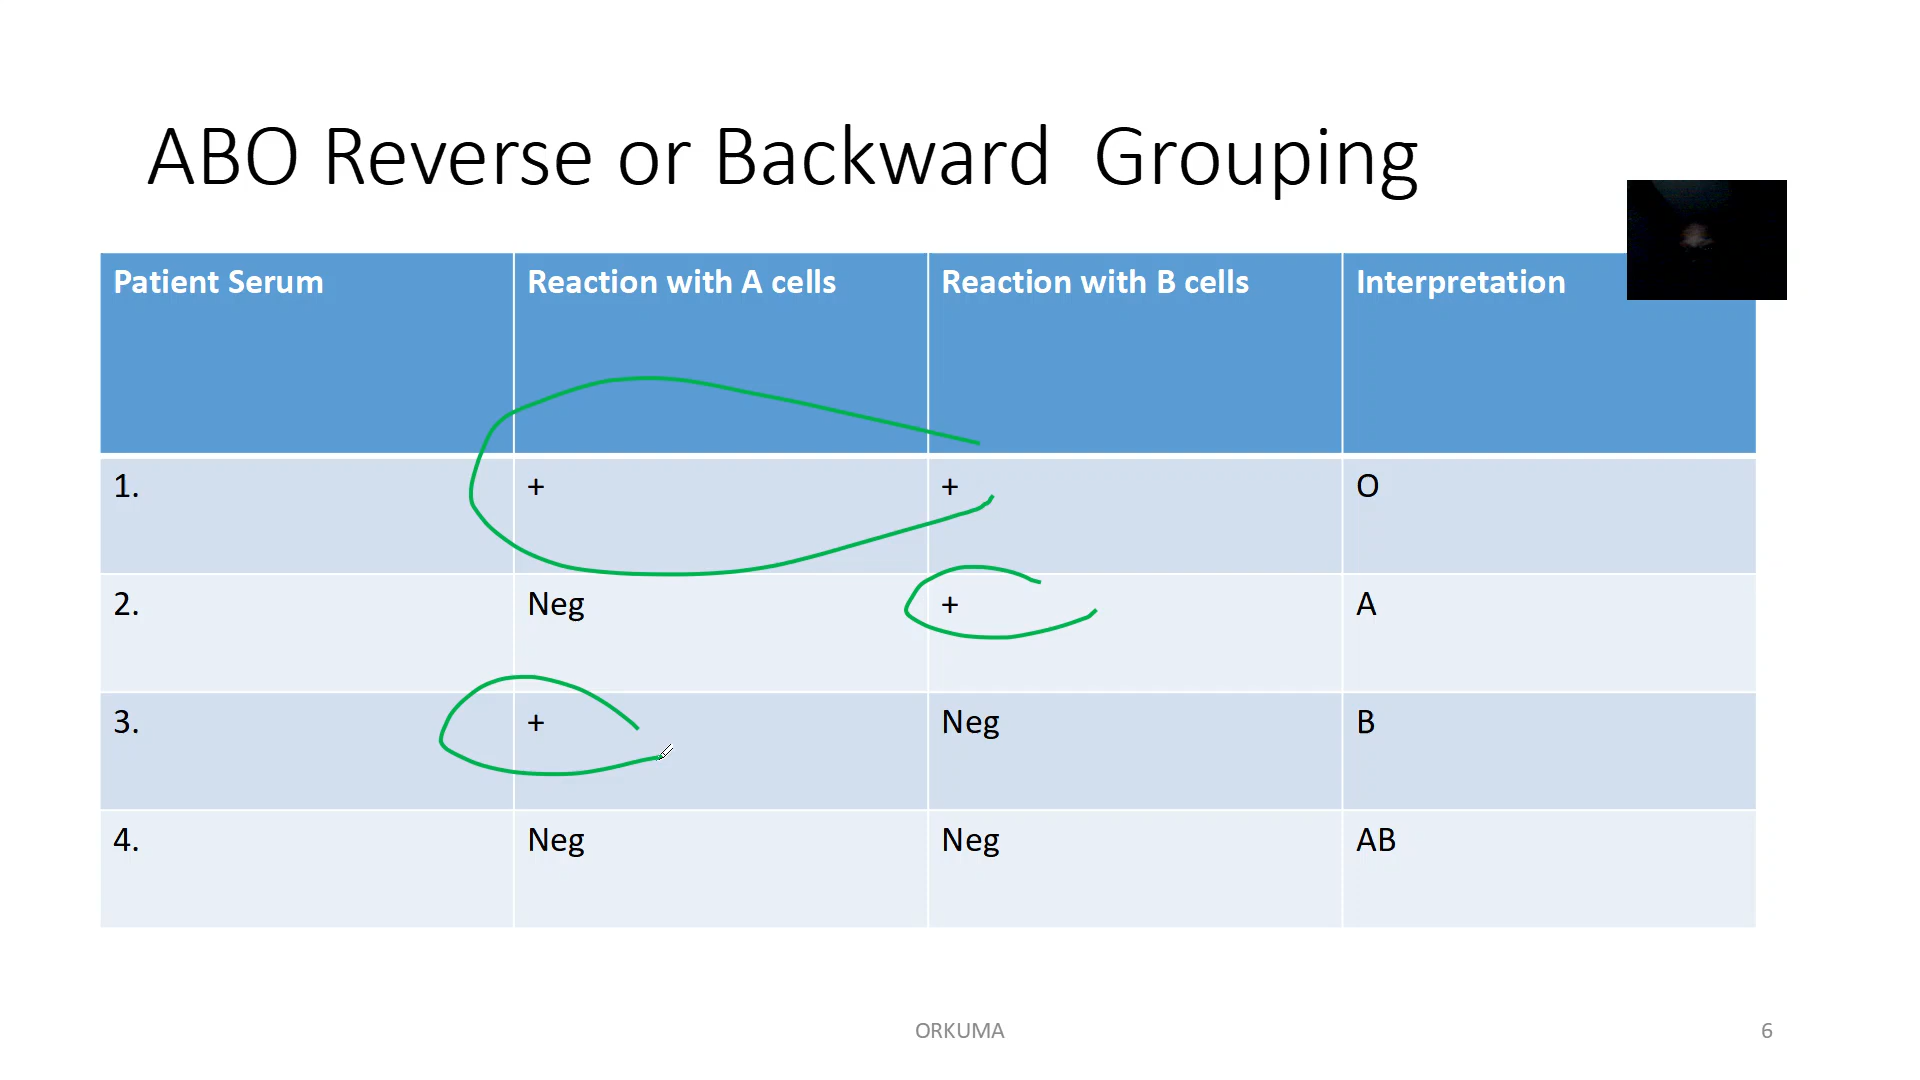 ABO Reverse or Backward Grouping
Patient Serum Reaction with A cells Reaction with B cells Interpretation
1. + + O
2. Neg + A
3. + Neg B
4. Neg Neg AB
ORKUMA 6